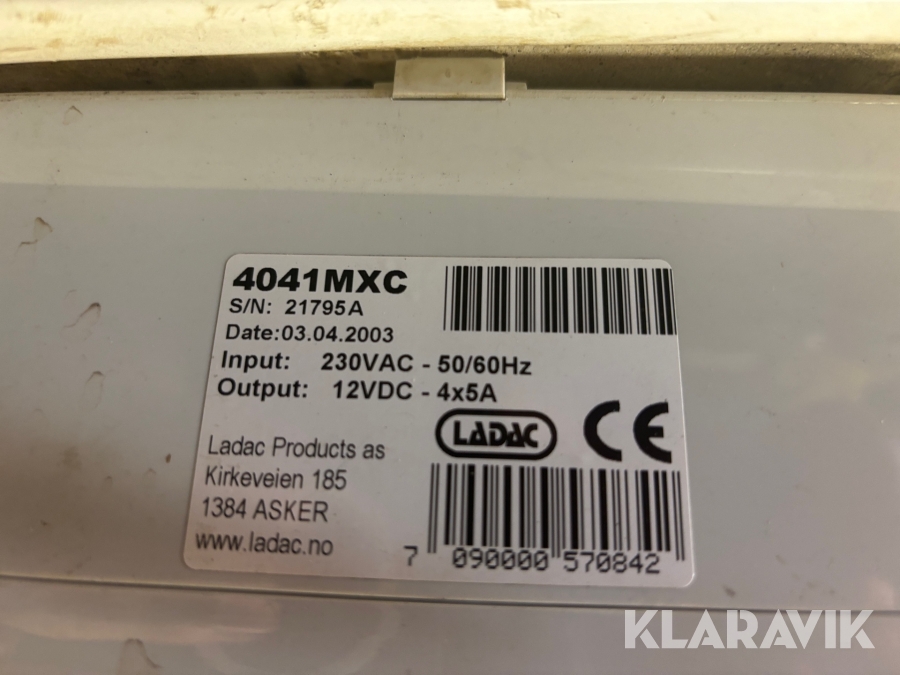 4041MXC
S/N: 21795A
Date:03.04.2003
Input: 230VAC - 50/60Hz
Output: 12VDC - 4x5A
LADAC CE
Ladac Products as
Kirkeveien 185
1384 ASKER
www.ladac.no
7 090000 570842
KLARAVIK